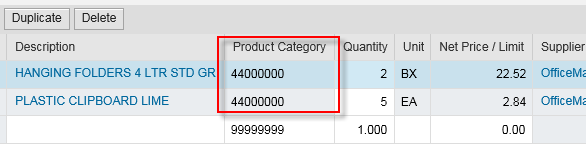 Duplicate Delete
Description Product Category Quantity Unit Net Price / Limit Supplier
HANGING FOLDERS 4 LTR STD GR 44000000 2 BX 22.52 OfficeMa
PLASTIC CLIPBOARD LIME 44000000 5 EA 2.84 OfficeMa
99999999 1.000 0.00